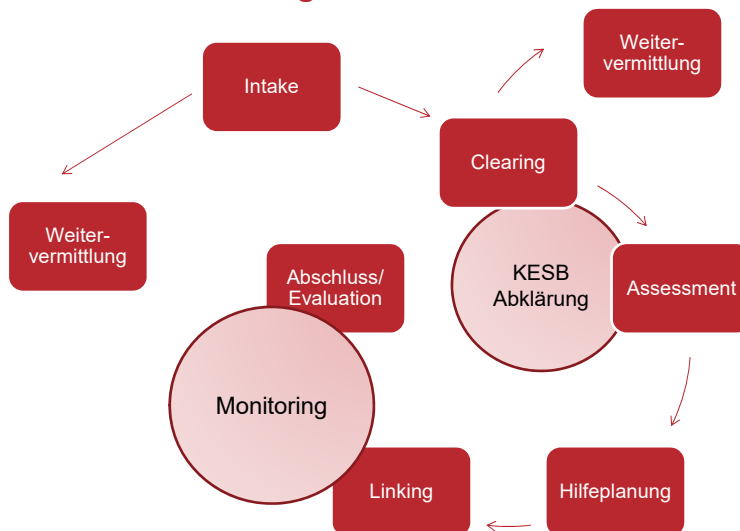 Intake
Weiter-
vermittlung
Clearing
Weiter-
vermittlung
KESB
Abklärung
Assessment
Abschluss/
Evaluation
Monitoring
Linking
Hilfeplanung